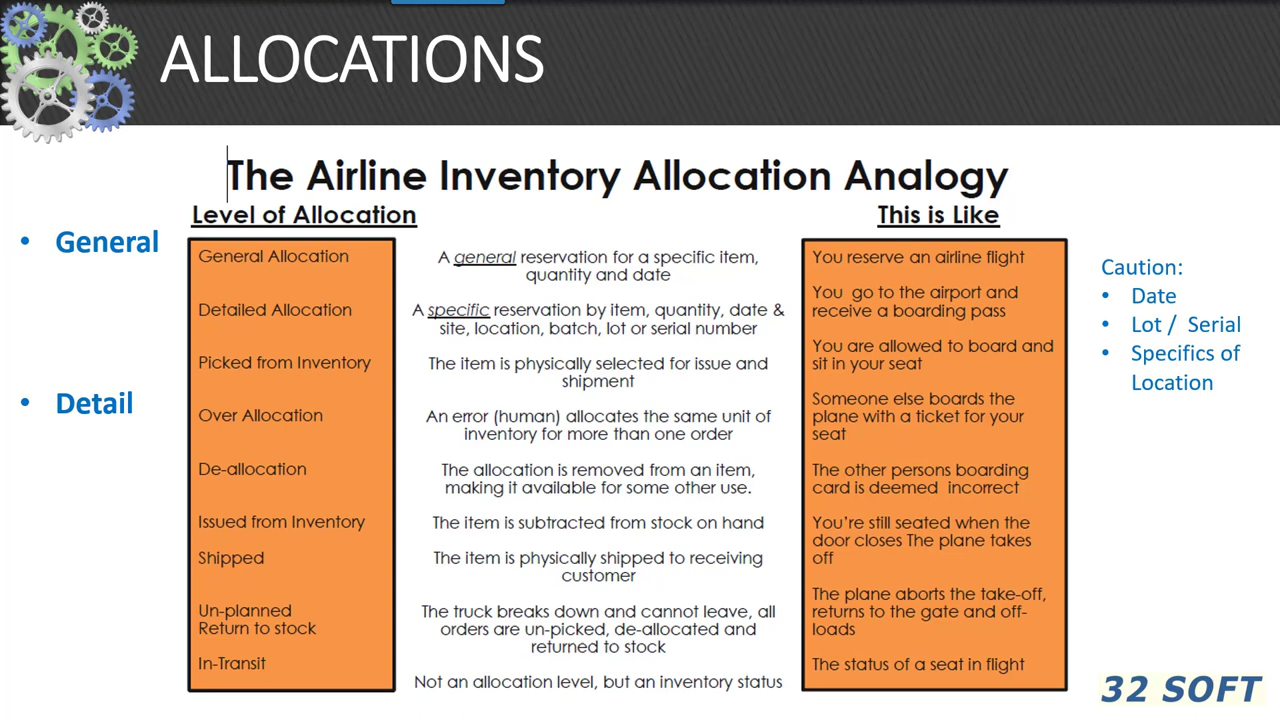 ALLOCATIONS
The Airline Inventory Allocation Analogy
Level of Allocation
This is Like
• General
• Detail
General Allocation
A general reservation for a specific item,
quantity and date
You reserve an airline flight
Detailed Allocation
A specific reservation by item, quantity, date &
site, location, batch, lot or serial number
You go to the airport and
receive a boarding pass
Picked from Inventory
The item is physically selected for issue and
shipment
You are allowed to board and
sit in your seat
Over Allocation
An error (human) allocates the same unit of
inventory for more than one order
Someone else boards the
plane with a ticket for your
seat
De-allocation
The allocation is removed from an item,
making it available for some other use.
The other persons boarding
card is deemed incorrect
Issued from Inventory
The item is subtracted from stock on hand
You're still seated when the
door closes The plane takes
off
Shipped
The item is physically shipped to receiving
customer
Un-planned
Return to stock
The truck breaks down and cannot leave, all
orders are un-picked, de-allocated and
returned to stock
The plane aborts the take-off,
returns to the gate and off-
loads
In-Transit
Not an allocation level, but an inventory status
The status of a seat in flight
Caution:
• Date
• Lot / Serial
• Specifics of
Location
32 SOFT